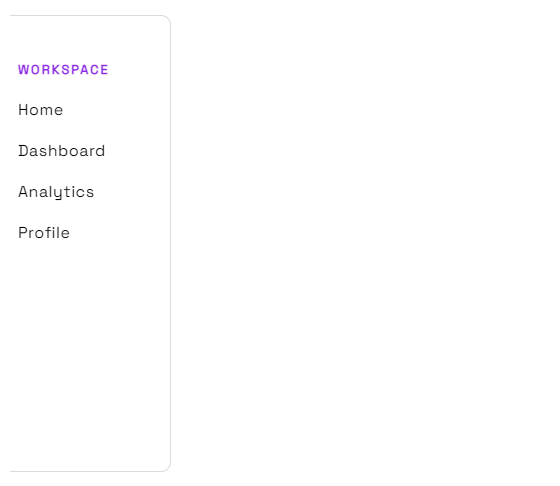 WORKSPACE
Home
Dashboard
Analytics
Profile